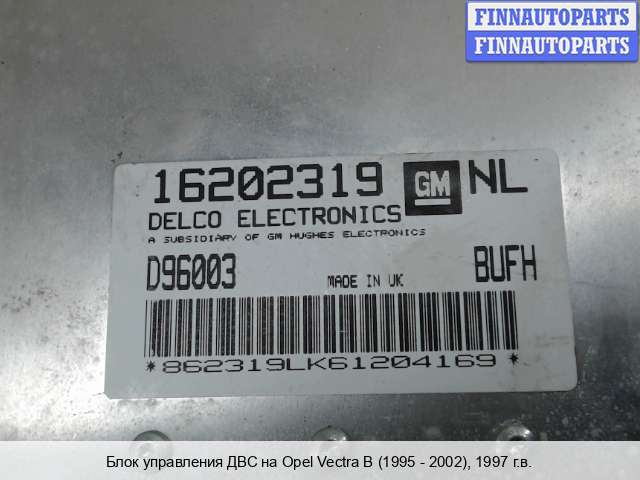 FINNAUTOPARTS
FINNAUTOPARTS
16202319 GM NL
DELCO ELECTRONICS
A SUBSIDIARY OF GM HUGHES ELECTRONICS
D96003 MADE IN UK BUFH
*862319LK61204169*
Блок управления ДВС на Opel Vectra B (1995 - 2002), 1997 г.в.